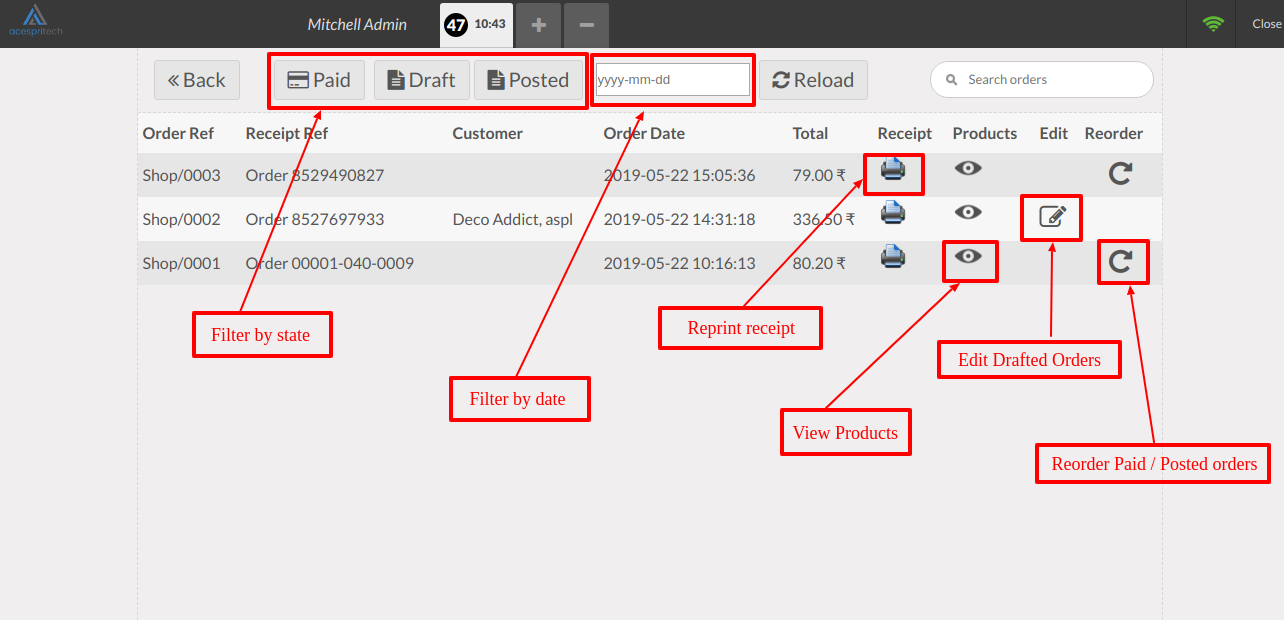 acespritech
Mitchell Admin
47 10:43
Close
Back Paid Draft Posted yyyy-mm-dd Reload Search orders
Order Ref Receipt Ref Customer Order Date Total Receipt Products Edit Reorder
Shop/0003 Order 8529490827 2019-05-22 15:05:36 79.00 ₹
Shop/0002 Order 8527697933 Deco Addict, aspl 2019-05-22 14:31:18 336.50 ₹
Shop/0001 Order 00001-040-0009 2019-05-22 10:16:13 80.20 ₹
Filter by state
Reprint receipt
Edit Drafted Orders
Filter by date
View Products
Reorder Paid / Posted orders